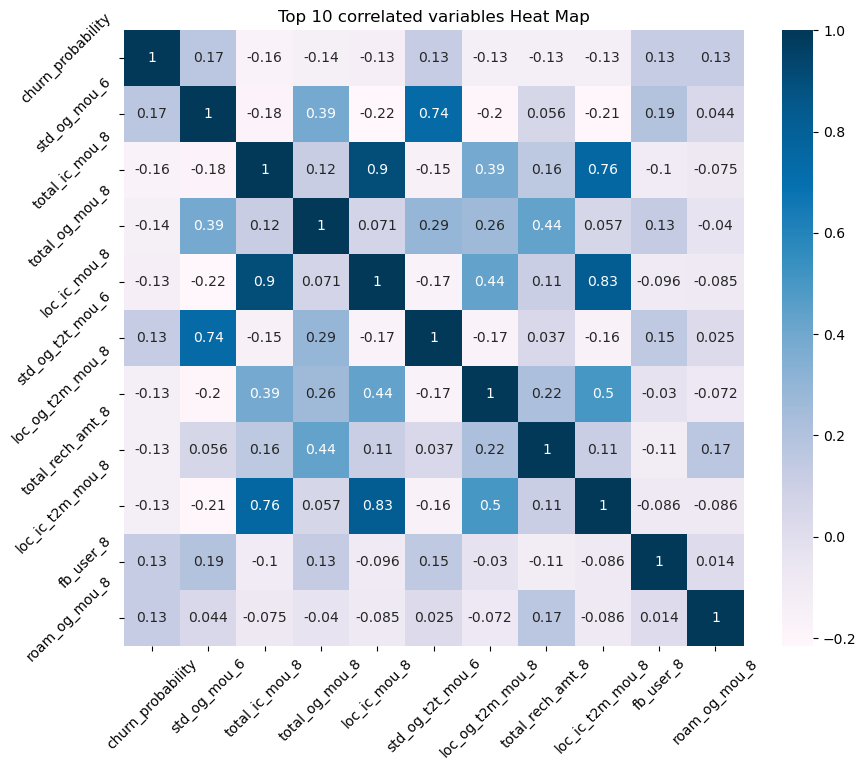 Top 10 correlated variables Heat Map
churn_probability 1 0.17 -0.16 -0.14 -0.13 0.13 -0.13 -0.13 -0.13 0.13 0.13
std_og_mou_6 0.17 1 -0.18 0.39 -0.22 0.74 -0.2 0.056 -0.21 0.19 0.044
total_ic_mou_8 -0.16 -0.18 1 0.12 0.9 -0.15 0.39 0.16 0.76 -0.1 -0.075
total_og_mou_8 -0.14 0.39 0.12 1 0.071 0.29 0.26 0.44 0.057 0.13 -0.04
loc_ic_mou_8 -0.13 -0.22 0.9 0.071 1 -0.17 0.44 0.11 0.83 -0.096 -0.085
std_og_t2t_mou_6 0.13 0.74 -0.15 0.29 -0.17 1 -0.17 0.037 -0.16 0.15 0.025
loc_og_t2m_mou_8 -0.13 -0.2 0.39 0.26 0.44 -0.17 1 0.22 0.5 -0.03 -0.072
total_rech_amt_8 -0.13 0.056 0.16 0.44 0.11 0.037 0.22 1 0.11 -0.11 0.17
loc_ic_t2m_mou_8 -0.13 -0.21 0.76 0.057 0.83 -0.16 0.5 0.11 1 -0.086 -0.086
fb_user_8 0.13 0.19 -0.1 0.13 -0.096 0.15 -0.03 -0.11 -0.086 1 0.014
roam_og_mou_8 0.13 0.044 -0.075 -0.04 -0.085 0.025 -0.072 0.17 -0.086 0.014 1
churn_probability
std_og_mou_6
total_ic_mou_8
total_og_mou_8
loc_ic_mou_8
std_og_t2t_mou_6
loc_og_t2m_mou_8
total_rech_amt_8
loc_ic_t2m_mou_8
fb_user_8
roam_og_mou_8
1.0
0.8
0.6
0.4
0.2
0.0
−0.2